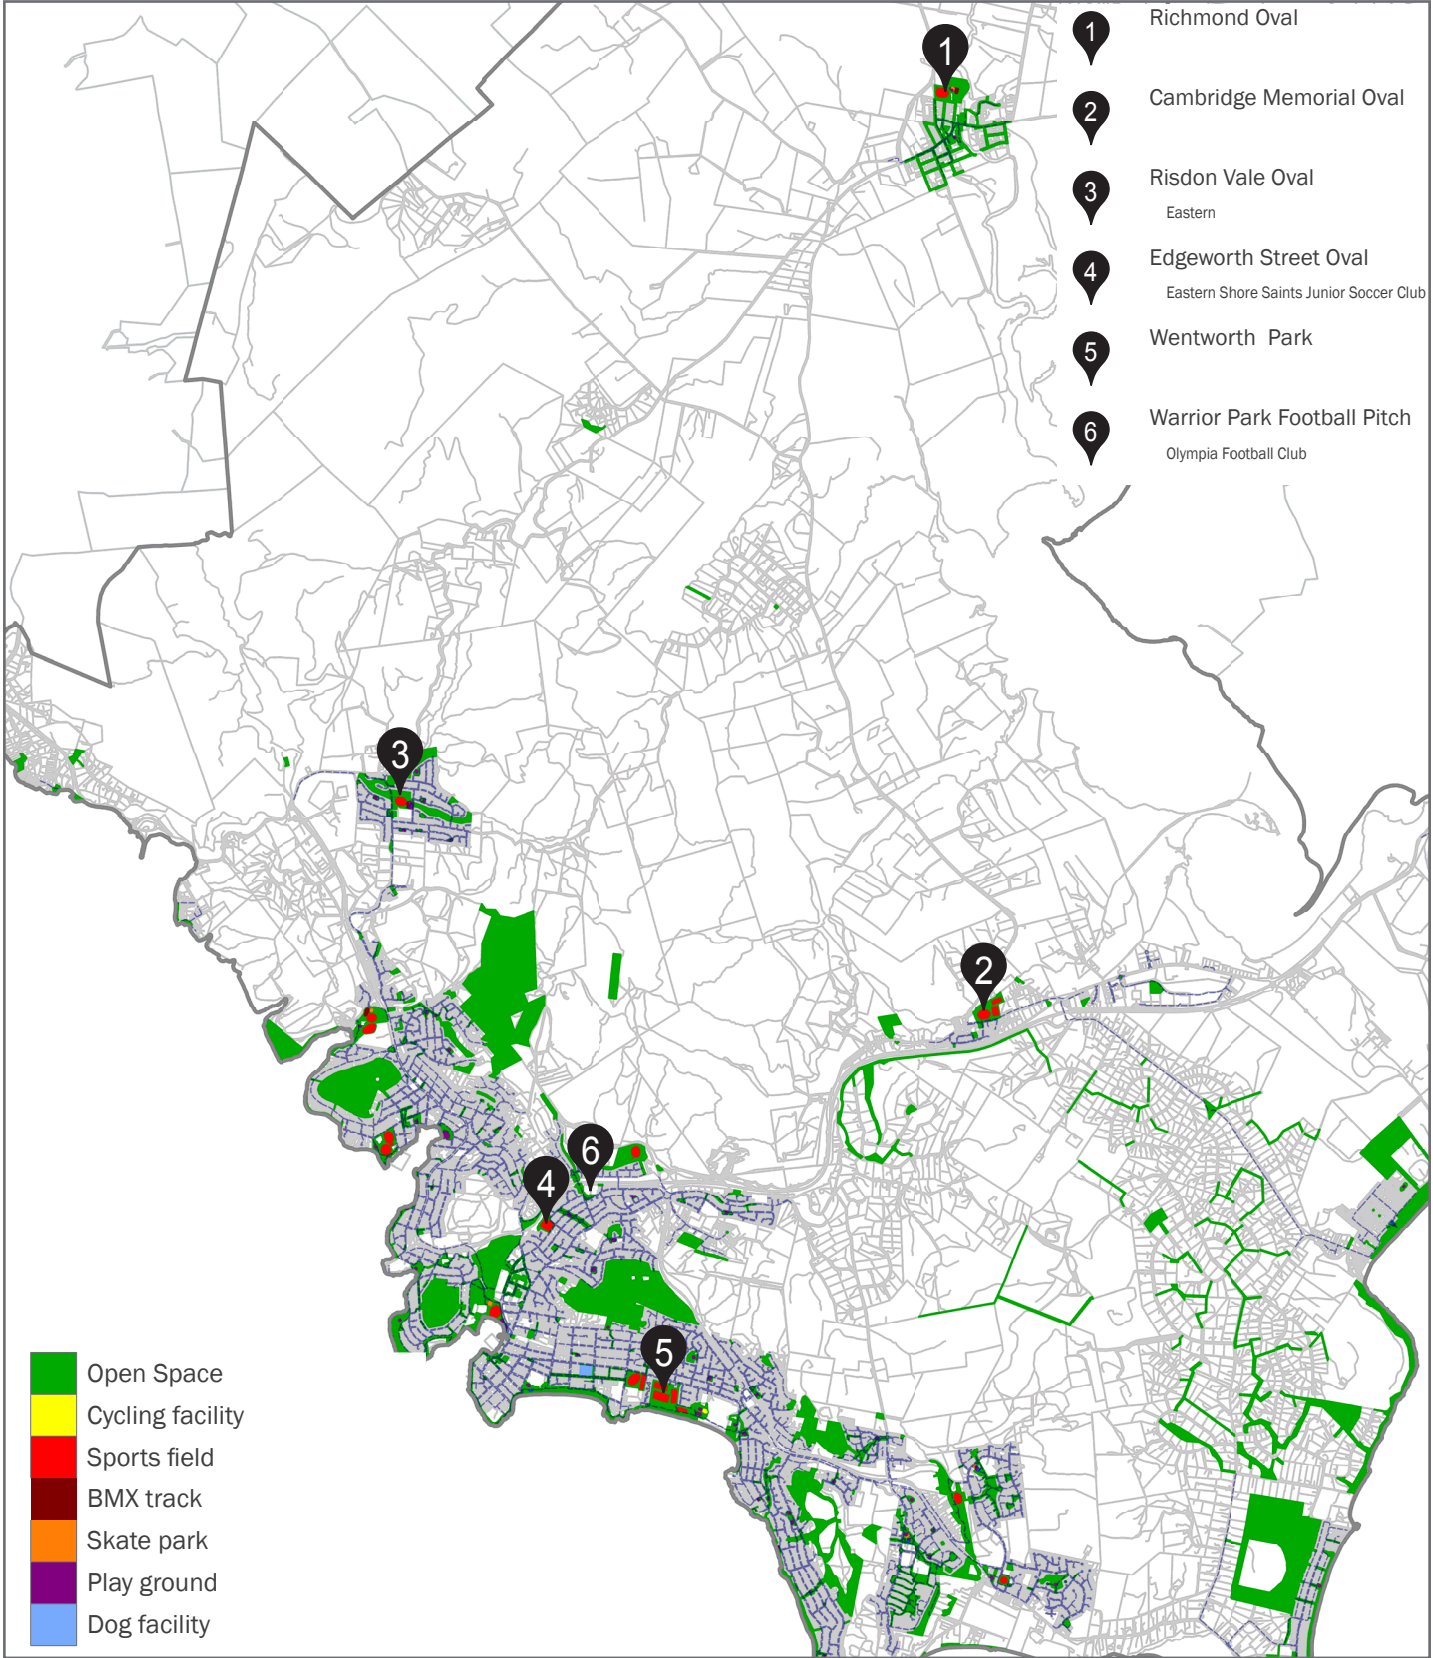 1 Richmond Oval
2 Cambridge Memorial Oval
3 Risdon Vale Oval
Eastern
4 Edgeworth Street Oval
Eastern Shore Saints Junior Soccer Club
5 Wentworth Park
6 Warrior Park Football Pitch
Olympia Football Club
1
3
2
6
4
5
Open Space
Cycling facility
Sports field
BMX track
Skate park
Play ground
Dog facility